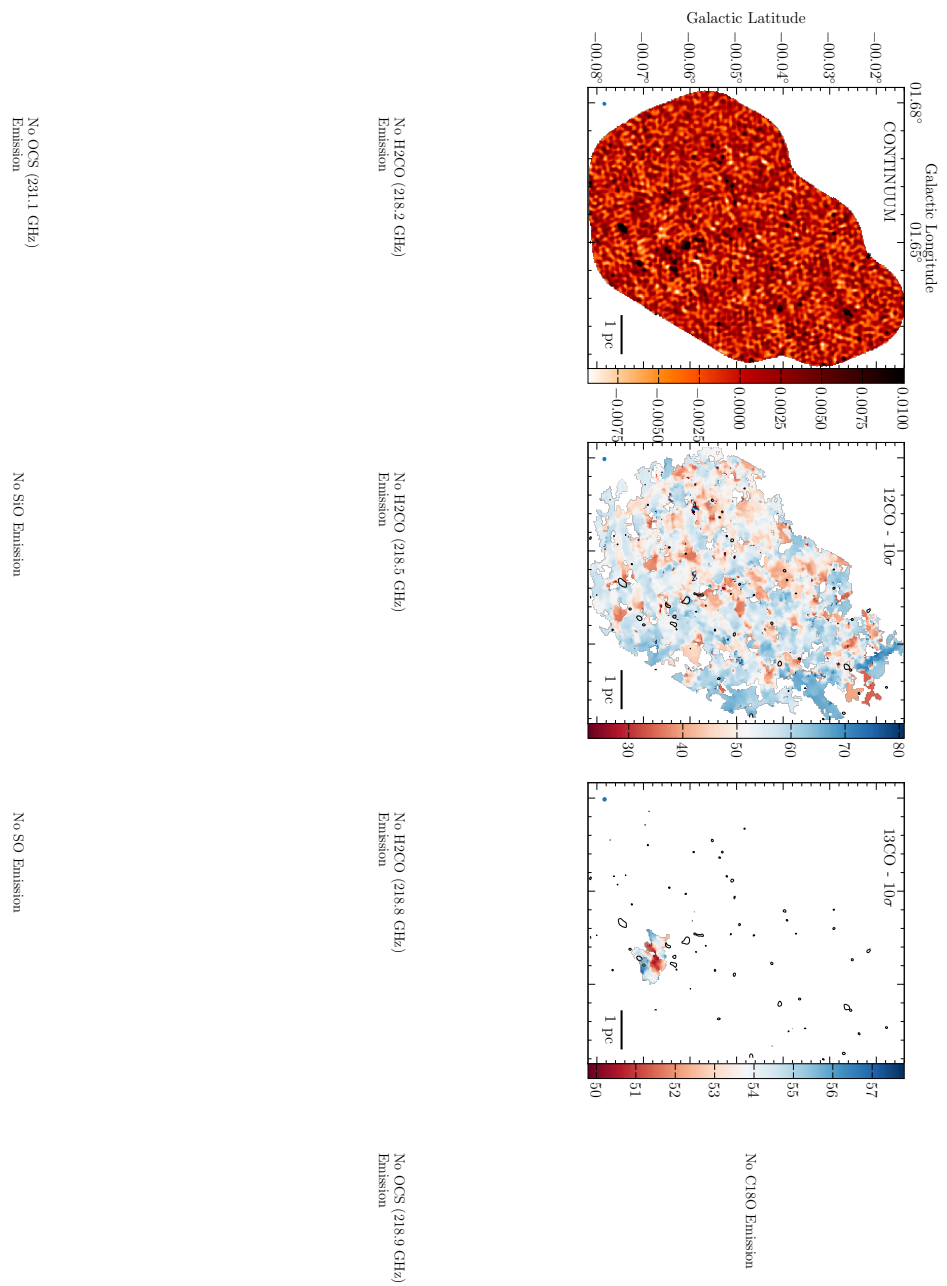 Galactic Longitude
01.68°
01.65°
Galactic Latitude
−00.02°
−00.03°
−00.04°
−00.05°
−00.06°
−00.07°
−00.08°
CONTINUUM
1 pc
0.0100
0.0075
0.0050
0.0025
0.0000
−0.0025
−0.0050
−0.0075
12CO - 10σ
1 pc
80
70
60
50
40
30
13CO - 10σ
1 pc
57
56
55
54
53
52
51
50
No C18O Emission
No H2CO (218.2 GHz)
Emission
No H2CO (218.5 GHz)
Emission
No H2CO (218.8 GHz)
Emission
No OCS (218.9 GHz)
Emission
No OCS (231.1 GHz)
Emission
No SiO Emission
No SO Emission